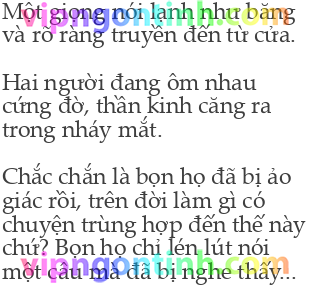 Một giọng nói lạnh như băng
và rõ ràng truyền đến từ cửa.
Hai người đang ôm nhau
cứng đờ, thần kinh căng ra
trong nháy mắt.
Chắc chắn là bọn họ đã bị ảo
giác rồi, trên đời làm gì có
chuyện trùng hợp đến thế này
chứ? Bọn họ chỉ lén lút nói
một câu mà đã bị nghe thấy...
vipngontinh.com
vipngontinh.com